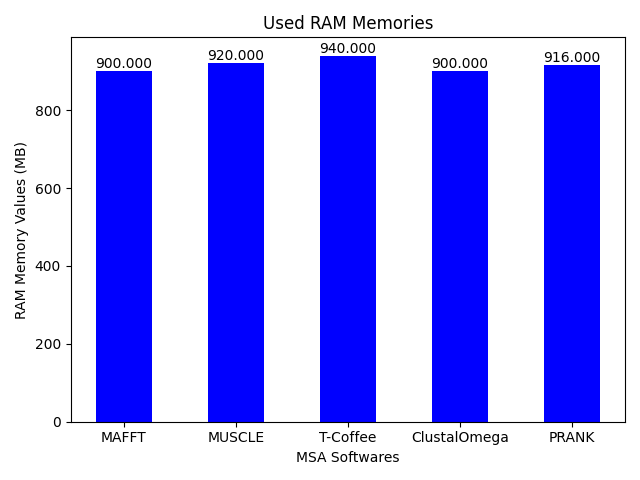 Used RAM Memories
900.000 920.000 940.000 900.000 916.000
RAM Memory Values (MB)
800
600
400
200
0
MAFFT MUSCLE T-Coffee ClustalOmega PRANK
MSA Softwares